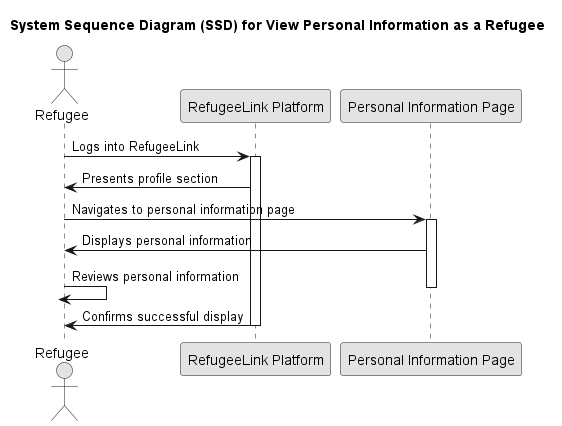 System Sequence Diagram (SSD) for View Personal Information as a Refugee
Refugee
RefugeeLink Platform
Personal Information Page
Logs into RefugeeLink
Presents profile section
Navigates to personal information page
Displays personal information
Reviews personal information
Confirms successful display
Refugee
RefugeeLink Platform
Personal Information Page